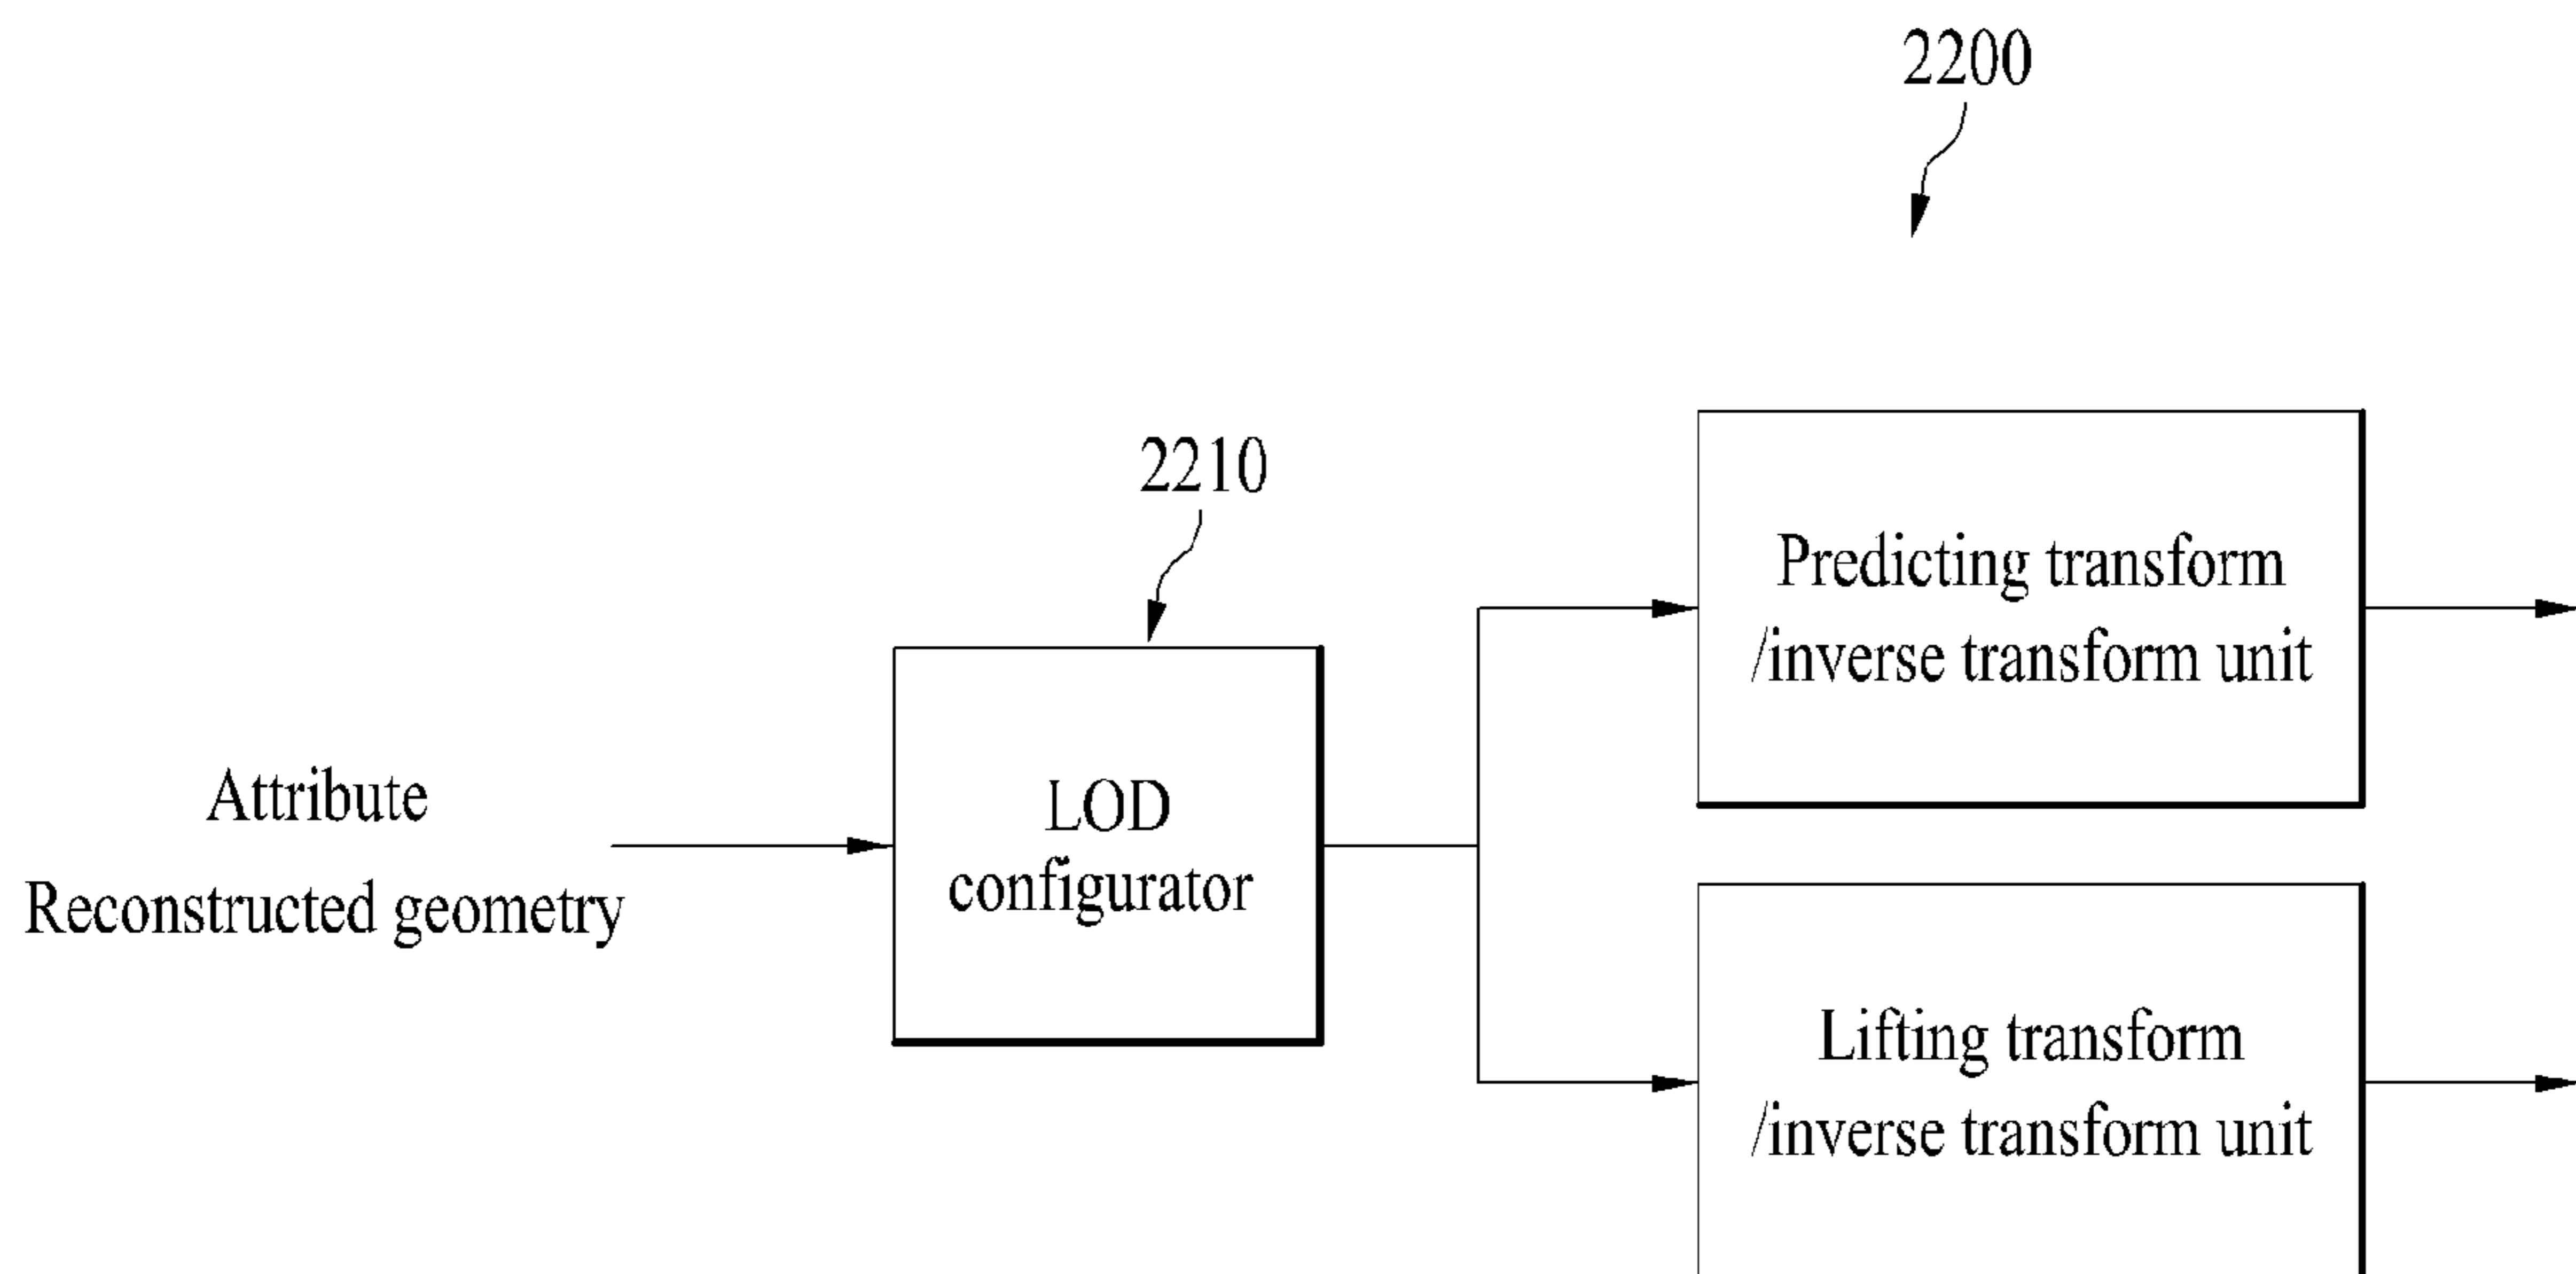 2200
2210
Predicting transform
/inverse transform unit
Attribute
Reconstructed geometry
LOD
configurator
Lifting transform
/inverse transform unit